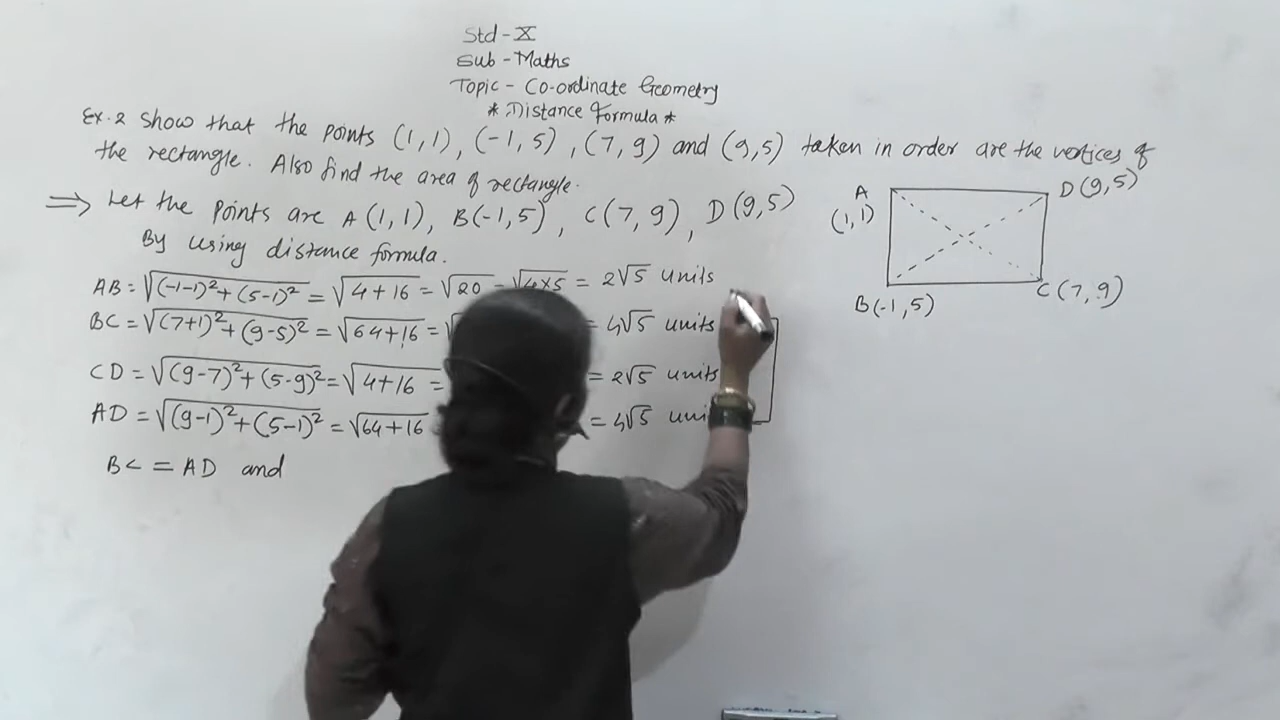 Std - X
Sub - Maths
Topic - Co-ordinate Geometry
* Distance Formula *
Ex. 2 Show that the points (1, 1), (-1, 5), (7, 9) and (9, 5) taken in order are the vertices of
the rectangle. Also find the area of rectangle.
⇒ Let the points are A (1, 1), B(-1, 5), C(7, 9), D(9, 5)
By using distance formula.
AB = √(-1-1)² + (5-1)² = √4 + 16 = √20 = √4×5 = 2√5 units
BC = √(7+1)² + (9-5)² = √64 + 16 = = 4√5 units
CD = √(9-7)² + (5-9)² = √4 + 16 = = 2√5 units
AD = √(9-1)² + (5-1)² = √64 + 16 = 4√5
BC = AD and
A
(1, 1)
D (9, 5)
B (-1, 5)
C (7, 9)